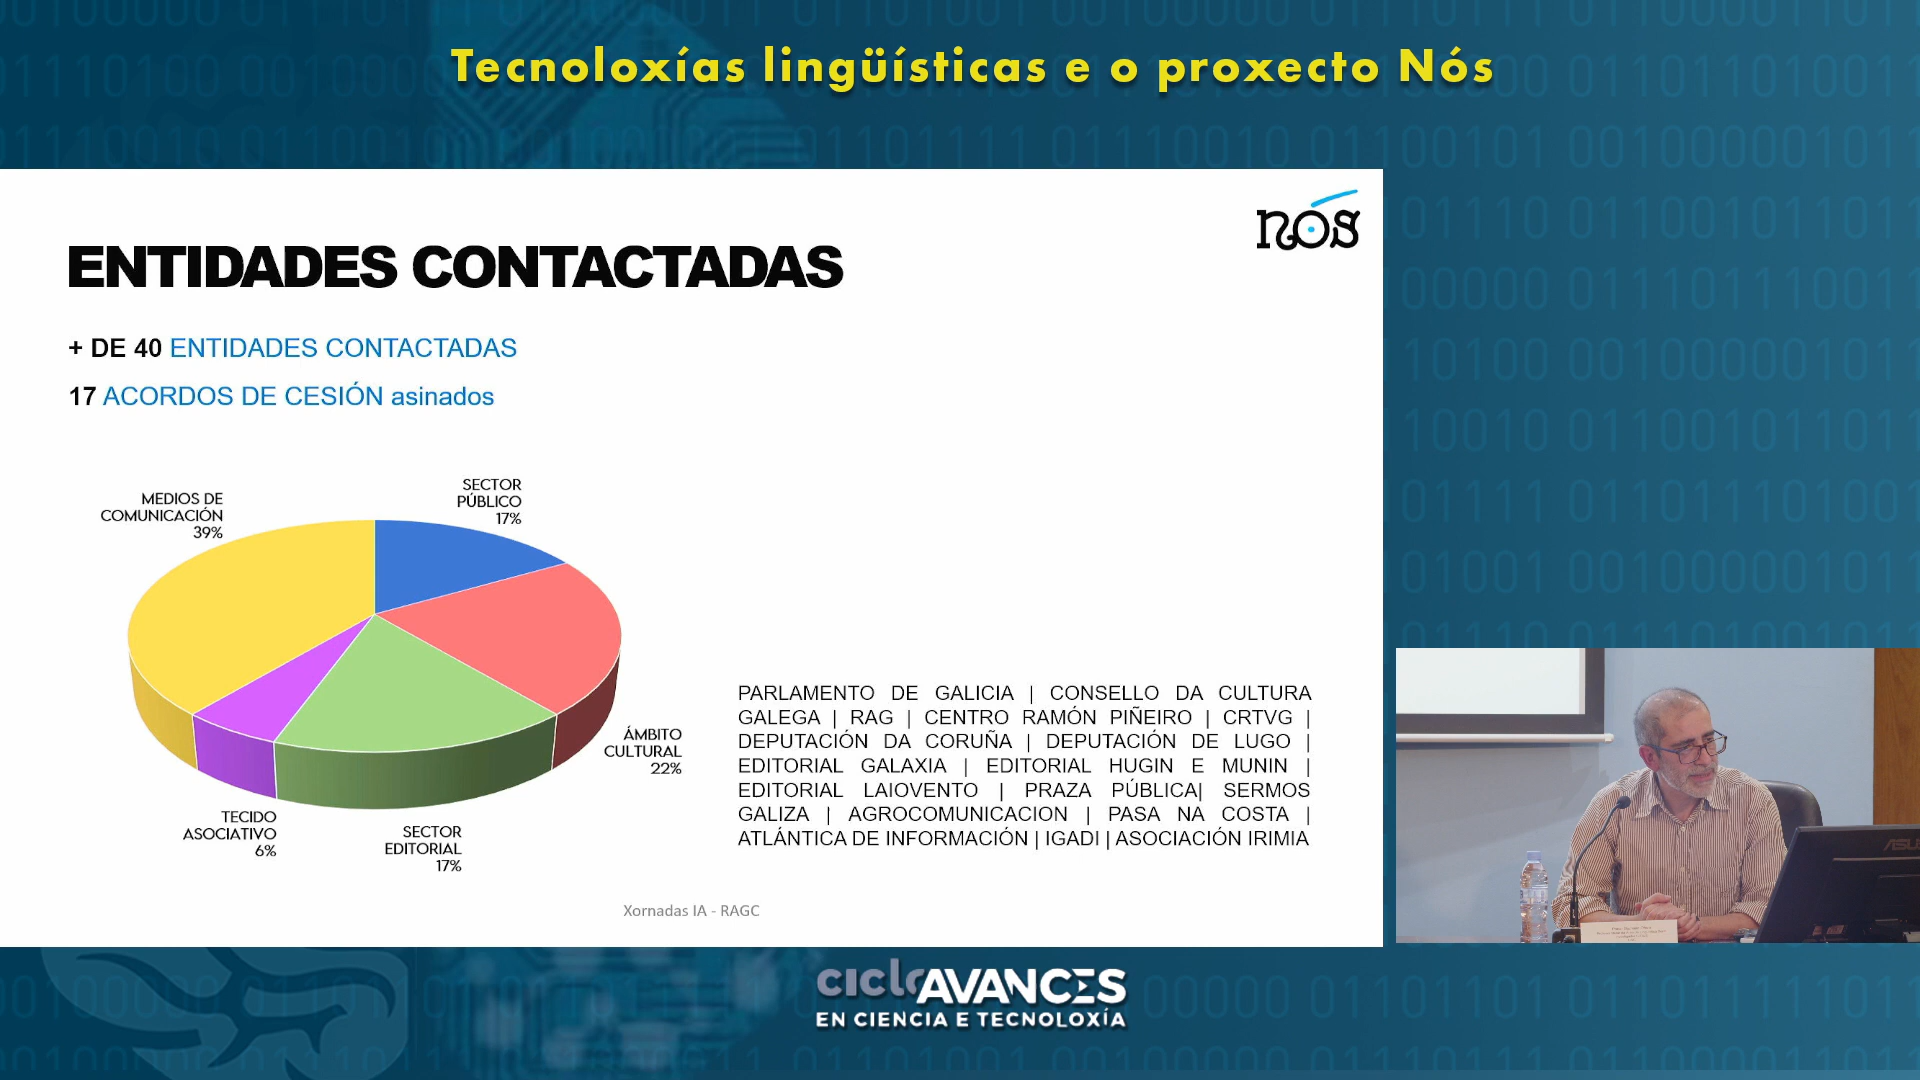 Tecnoloxías lingüísticas e o proxecto Nós
nós
ENTIDADES CONTACTADAS
+ DE 40 ENTIDADES CONTACTADAS
17 ACORDOS DE CESIÓN asinados
SECTOR
PÚBLICO
17%
MEDIOS DE
COMUNICACIÓN
39%
ÁMBITO
CULTURAL
22%
TECIDO
ASOCIATIVO
6%
SECTOR
EDITORIAL
17%
PARLAMENTO DE GALICIA | CONSELLO DA CULTURA
GALEGA | RAG | CENTRO RAMÓN PIÑEIRO | CRTVG |
DEPUTACIÓN DA CORUÑA | DEPUTACIÓN DE LUGO |
EDITORIAL GALAXIA | EDITORIAL HUGIN E MUNIN |
EDITORIAL LAIOVENTO | PRAZA PÚBLICA| SERMOS
GALIZA | AGROCOMUNICACION | PASA NA COSTA |
ATLÁNTICA DE INFORMACIÓN | IGADI | ASOCIACIÓN IRIMIA
Xornadas IA - RAGC
ASUS
ciclo AVANCES
EN CIENCIA E TECNOLOXÍA